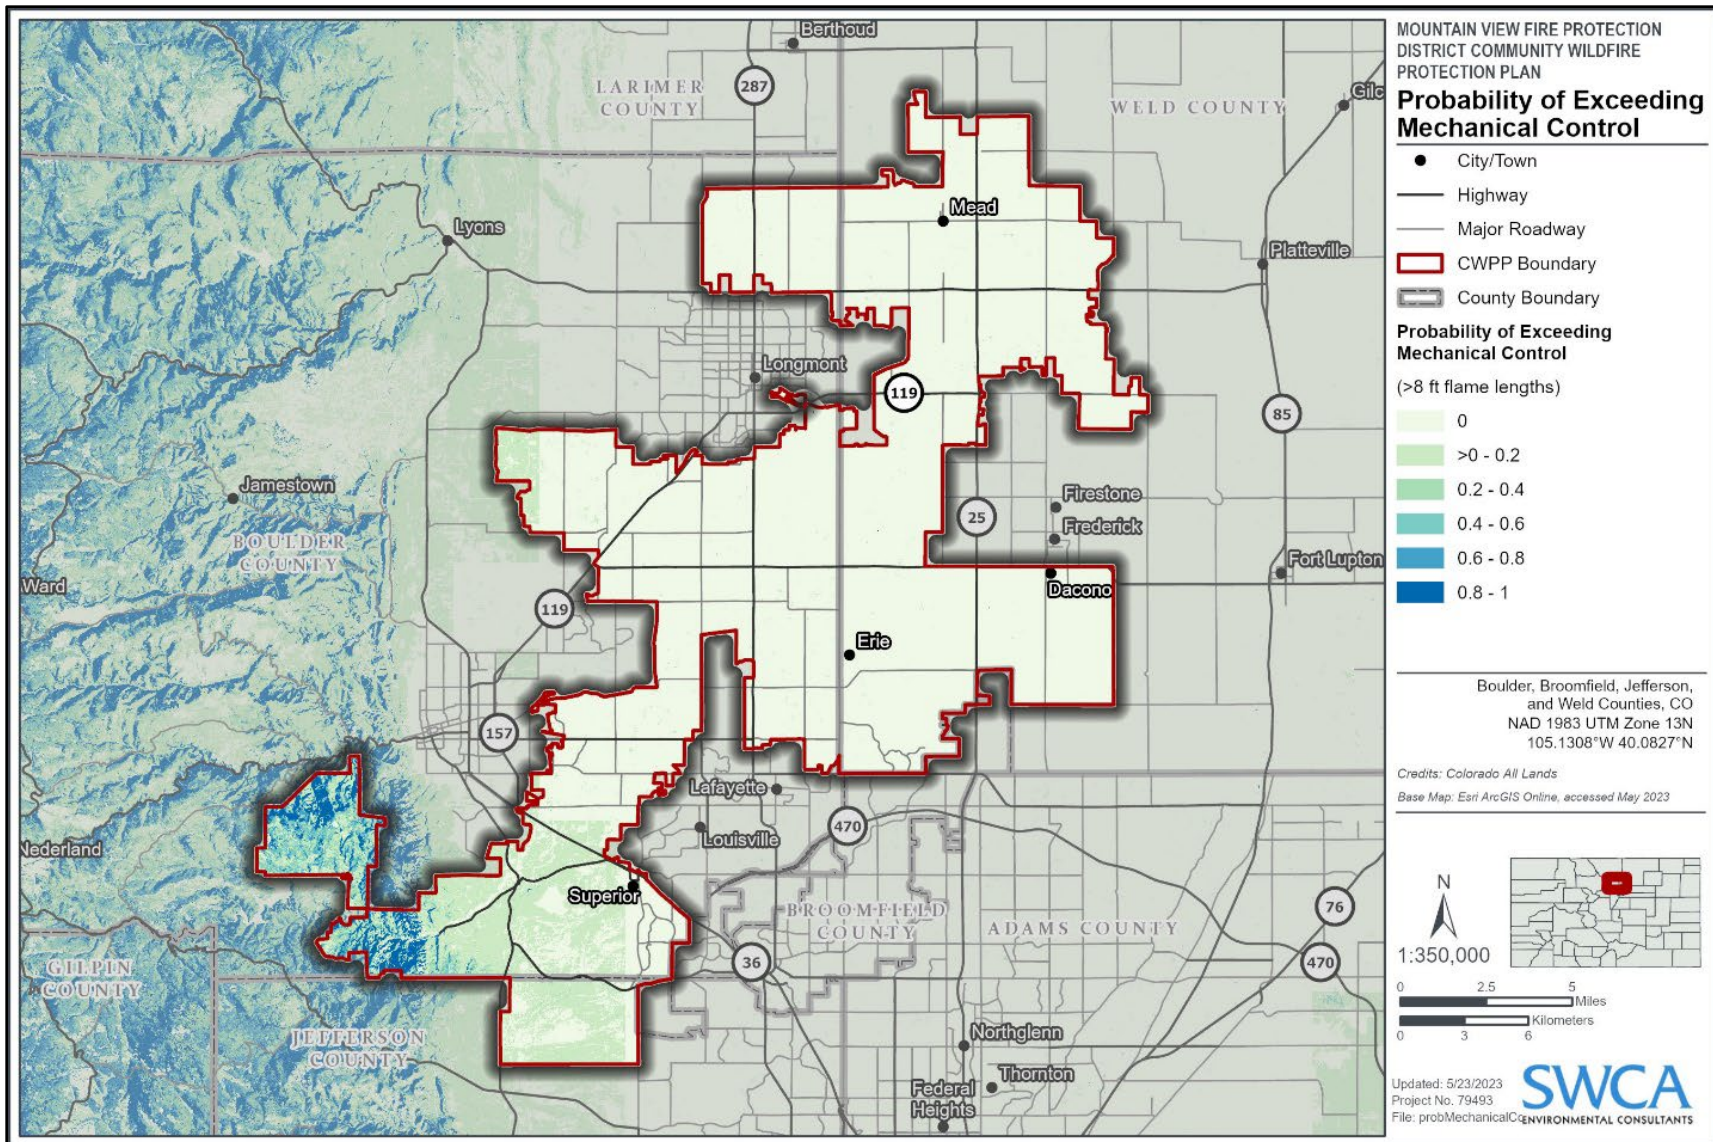 Berthoud
LARIMER
COUNTY
287
WELD COUNTY
Gilc
Mead
Lyons
Platteville
Longmont
119
85
Jamestown
BOULDER
COUNTY
Firestone
25
Frederick
Fort Lupton
Ward
Dacono
119
Erie
157
Lafayette
Nederland
Louisville
470
Superior
BROOMFIELD
COUNTY
ADAMS COUNTY
76
36
470
GILPIN
COUNTY
JEFFERSON
COUNTY
Northglenn
Thornton
Federal
Heights
MOUNTAIN VIEW FIRE PROTECTION
DISTRICT COMMUNITY WILDFIRE
PROTECTION PLAN
Probability of Exceeding
Mechanical Control
City/Town
Highway
Major Roadway
CWPP Boundary
County Boundary
Probability of Exceeding
Mechanical Control
(>8 ft flame lengths)
0
>0 - 0.2
0.2 - 0.4
0.4 - 0.6
0.6 - 0.8
0.8 - 1
Boulder, Broomfield, Jefferson,
and Weld Counties, CO
NAD 1983 UTM Zone 13N
105.1308°W 40.0827°N
Credits: Colorado All Lands
Base Map: Esri ArcGIS Online, accessed May 2023
N
1:350,000
0 2.5 5
Miles
Kilometers
0 3 6
Updated: 5/23/2023
Project No. 79493
File: probMechanicalCo
SWCA
ENVIRONMENTAL CONSULTANTS